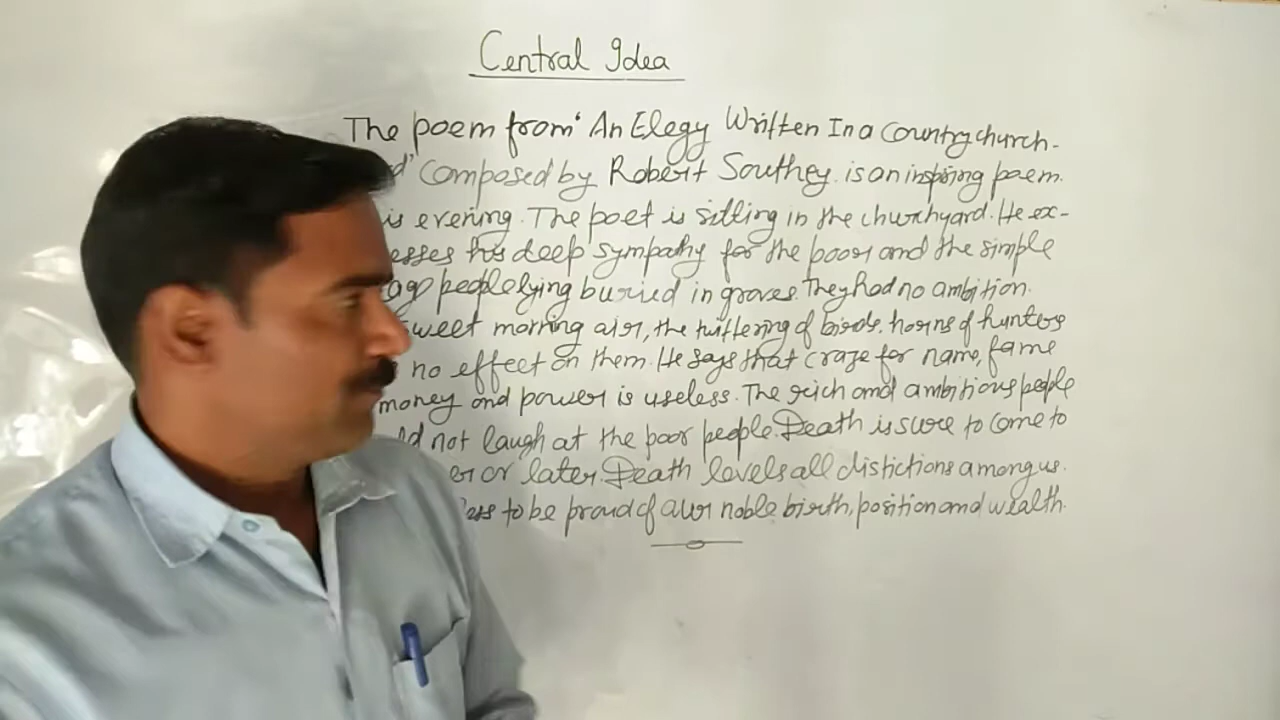 Central Idea
The poem from 'An Elegy Written In a Country church-
composed by Robert Southey. is an inspiring poem.
is evening. The poet is sitting in the churchyard. He ex-
his deep sympathy for the poor and the simple
people lying buried in graves. They had no ambition.
morning air, the twittering of birds. horns of hunters
no effect on them. He says that craze for name, fame
money and power is useless. The rich and ambitious people
not laugh at the poor people. Death is sure to come to
or later. Death levels all distictions among us.
to be proud of our noble birth, position and wealth.